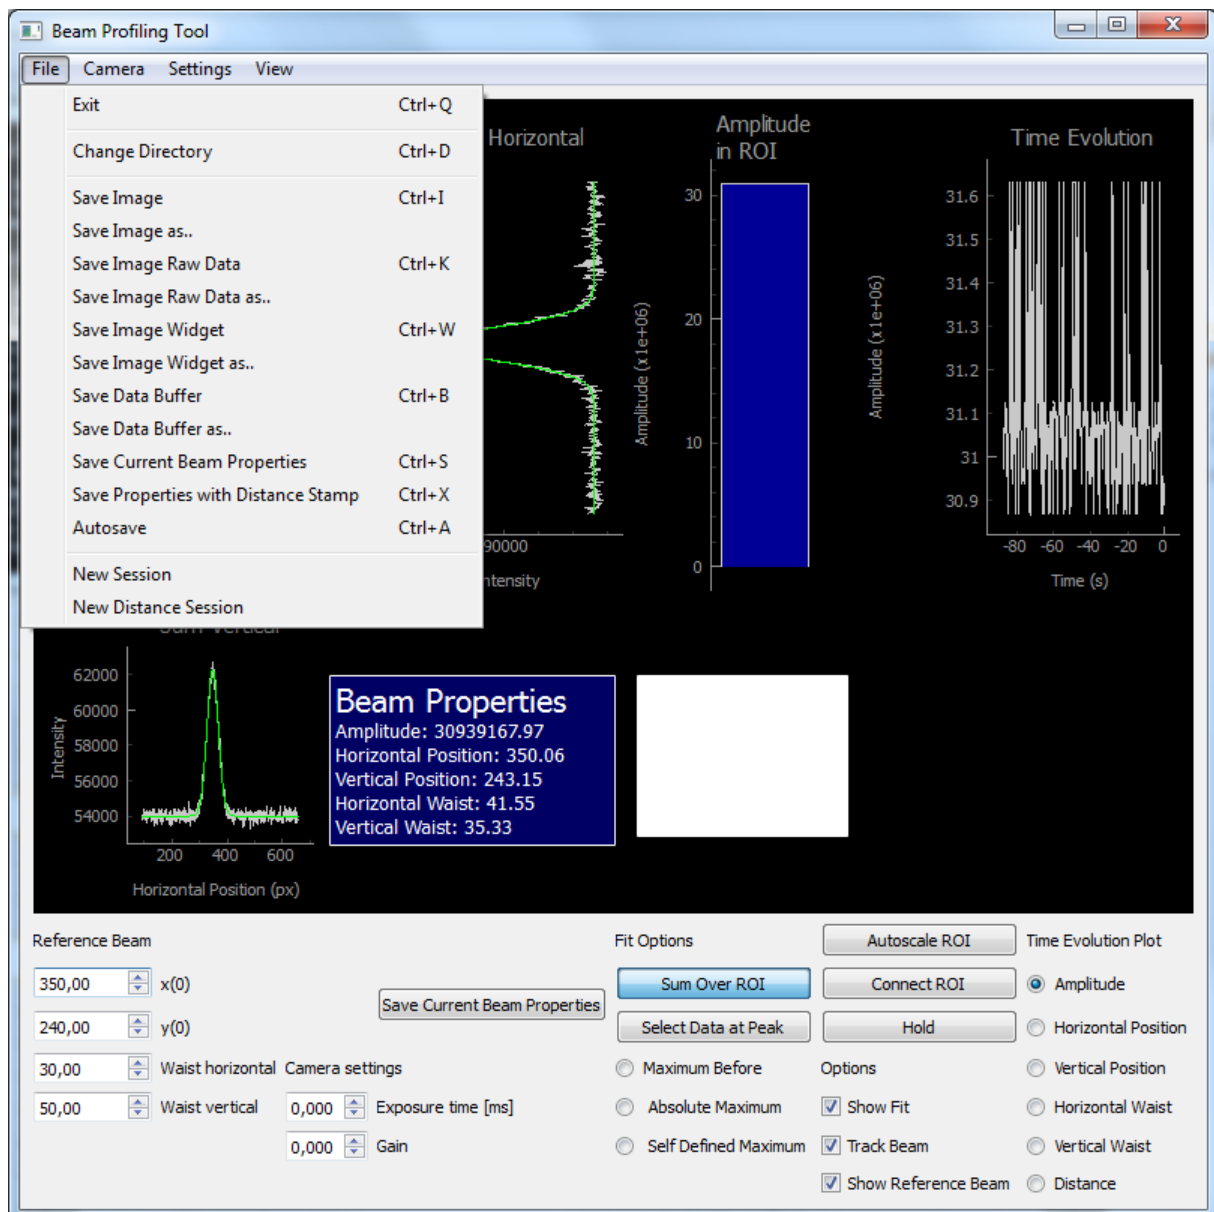 Beam Profiling Tool
File Camera Settings View
Exit Ctrl+Q
Change Directory Ctrl+D
Save Image Ctrl+I
Save Image as..
Save Image Raw Data Ctrl+K
Save Image Raw Data as..
Save Image Widget Ctrl+W
Save Image Widget as..
Save Data Buffer Ctrl+B
Save Data Buffer as..
Save Current Beam Properties Ctrl+S
Save Properties with Distance Stamp Ctrl+X
Autosave Ctrl+A
New Session
New Distance Session
Horizontal
90000
ntensity
Amplitude
in ROI
30
20
10
0
Amplitude (x1e+06)
Time Evolution
31.6
31.5
31.4
31.3
31.2
31.1
31
30.9
Amplitude (x1e+06)
-80 -60 -40 -20 0
Time (s)
Sum Vertical
62000
60000
58000
56000
54000
Intensity
200 400 600
Horizontal Position (px)
Beam Properties
Amplitude: 30939167.97
Horizontal Position: 350.06
Vertical Position: 243.15
Horizontal Waist: 41.55
Vertical Waist: 35.33
Reference Beam
350,00 x(0)
240,00 y(0)
30,00 Waist horizontal
50,00 Waist vertical
Camera settings
0,000 Exposure time [ms]
0,000 Gain
Save Current Beam Properties
Fit Options
Sum Over ROI
Select Data at Peak
Maximum Before
Absolute Maximum
Self Defined Maximum
Autoscale ROI
Connect ROI
Hold
Options
Show Fit
Track Beam
Show Reference Beam
Time Evolution Plot
Amplitude
Horizontal Position
Vertical Position
Horizontal Waist
Vertical Waist
Distance